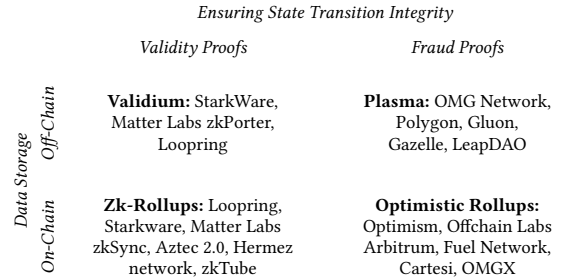 Ensuring State Transition Integrity
Validity Proofs
Fraud Proofs
Data Storage
Off-Chain
Validium: StarkWare,
Matter Labs zkPorter,
Loopring
Plasma: OMG Network,
Polygon, Gluon,
Gazelle, LeapDAO
On-Chain
Zk-Rollups: Loopring,
Starkware, Matter Labs
zkSync, Aztec 2.0, Hermez
network, zkTube
Optimistic Rollups:
Optimism, Offchain Labs
Arbitrum, Fuel Network,
Cartesi, OMGX